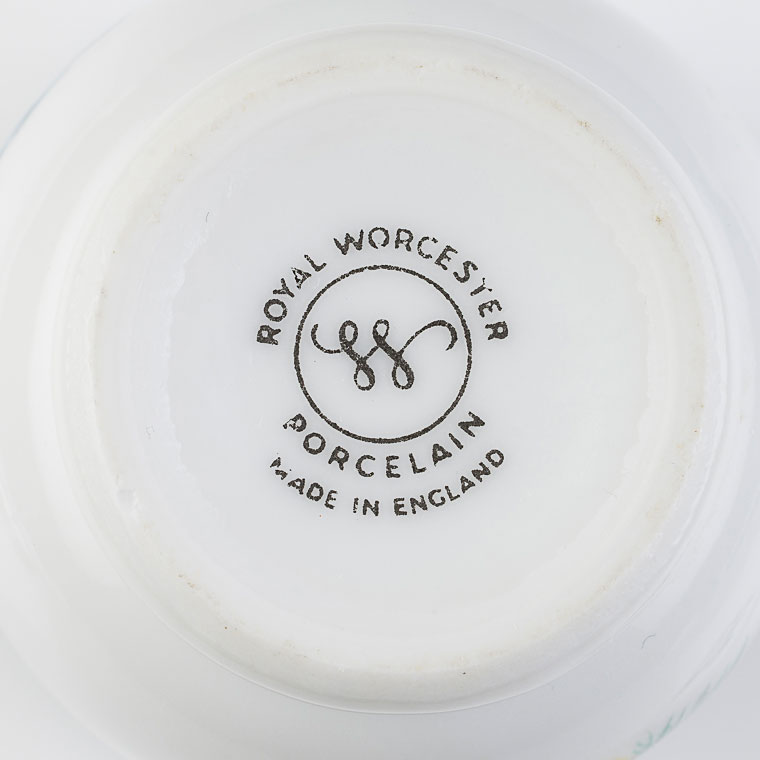 ROYAL WORCESTER
W
PORCELAIN
MADE IN ENGLAND